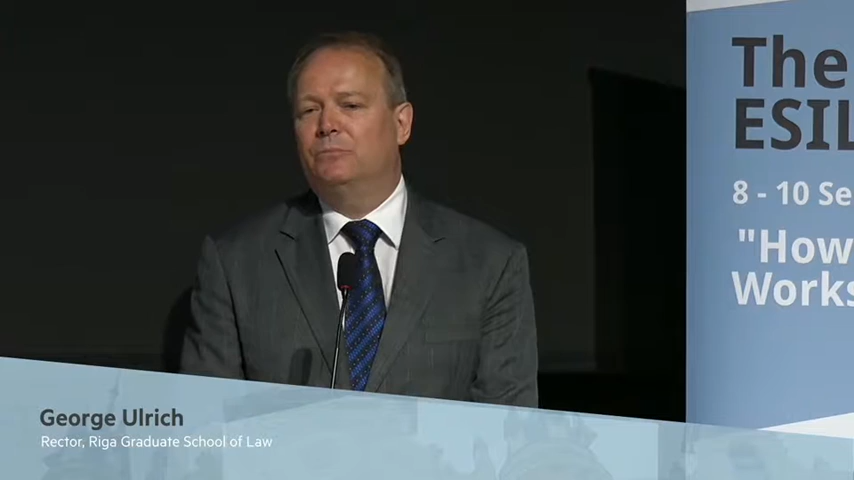 The
ESIL
8 - 10 Se
"How
Works
George Ulrich
Rector, Riga Graduate School of Law